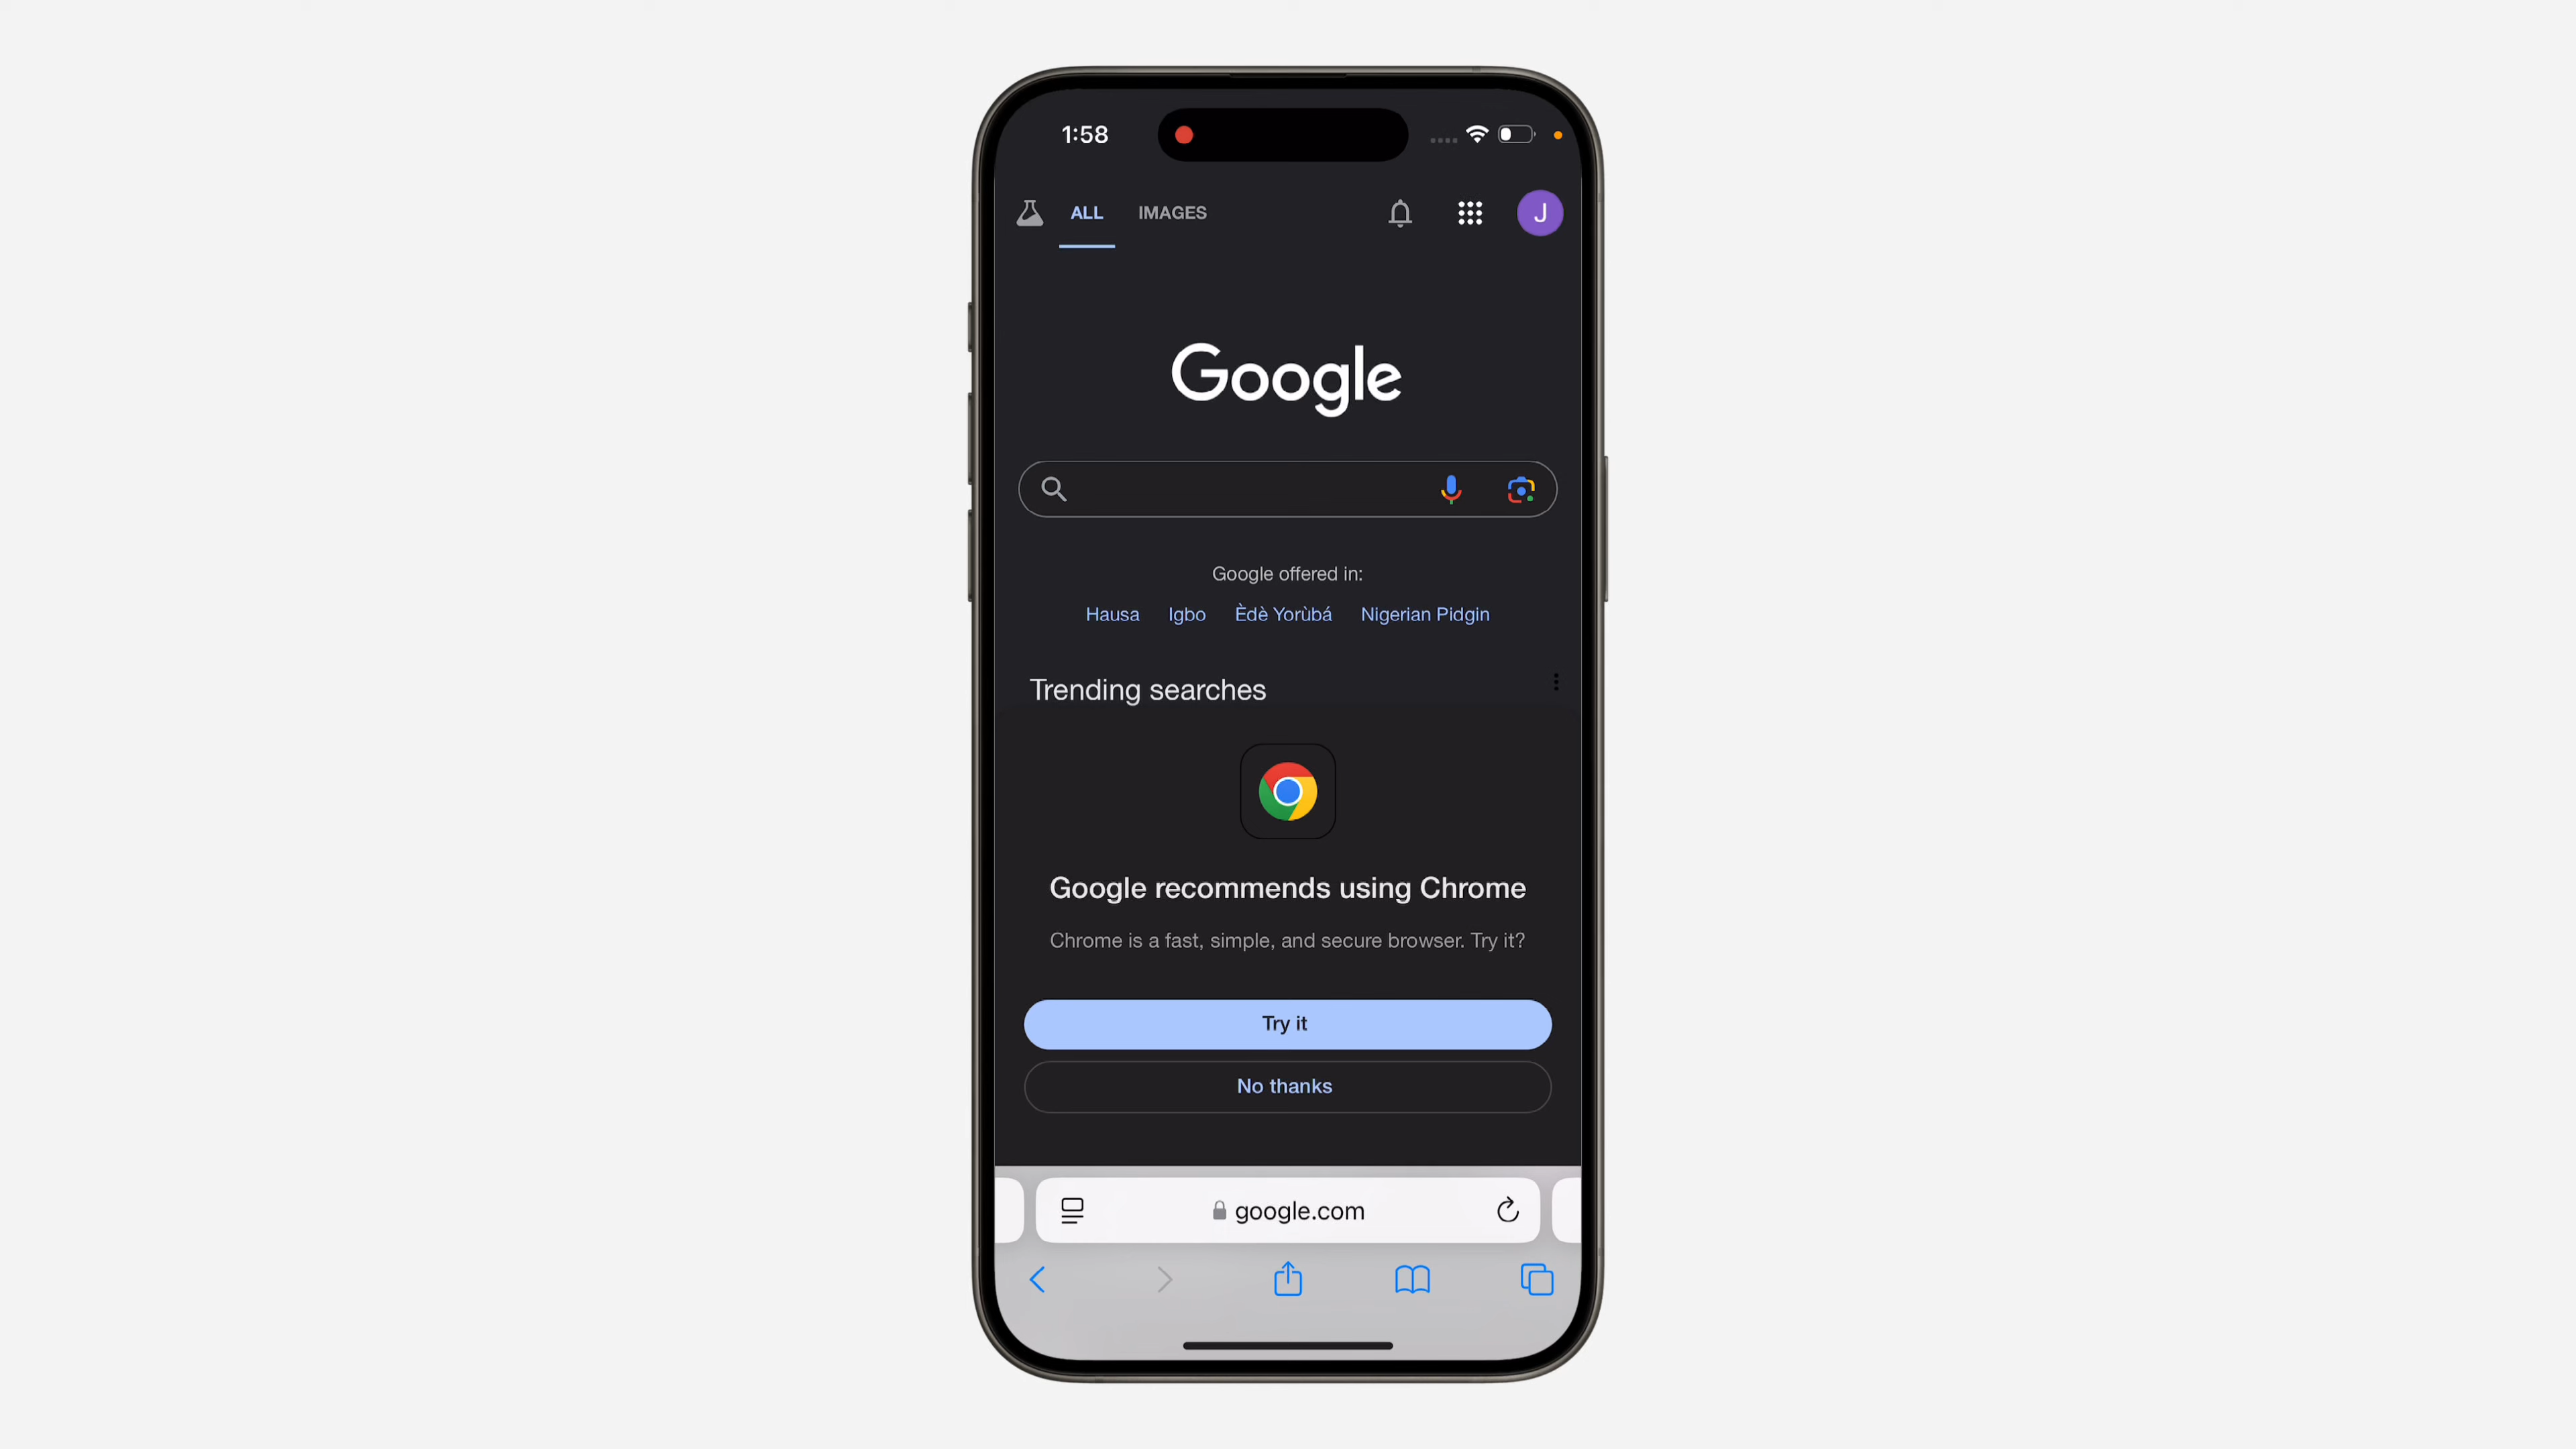 1:58
ALL IMAGES J
Google
Google offered in:
Hausa Igbo Èdè Yorùbá Nigerian Pidgin
Trending searches
Google recommends using Chrome
Chrome is a fast, simple, and secure browser. Try it?
Try it
No thanks
google.com